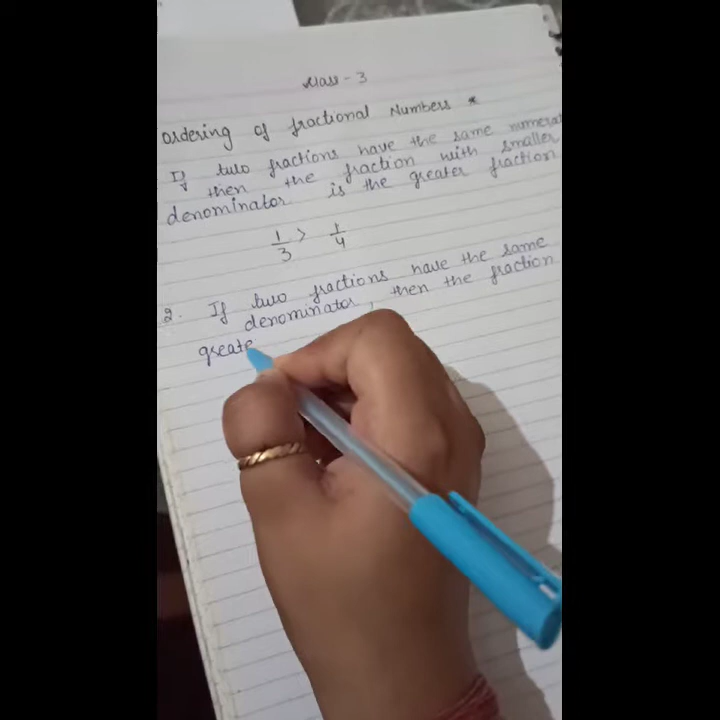 Class - 3
Ordering of fractional Numbers *
If two fractions have the same numerat
then the fraction with smaller
denominator is the greater fraction
1/3 > 1/4
2. If two fractions have the same
denominator, then the fraction
greate